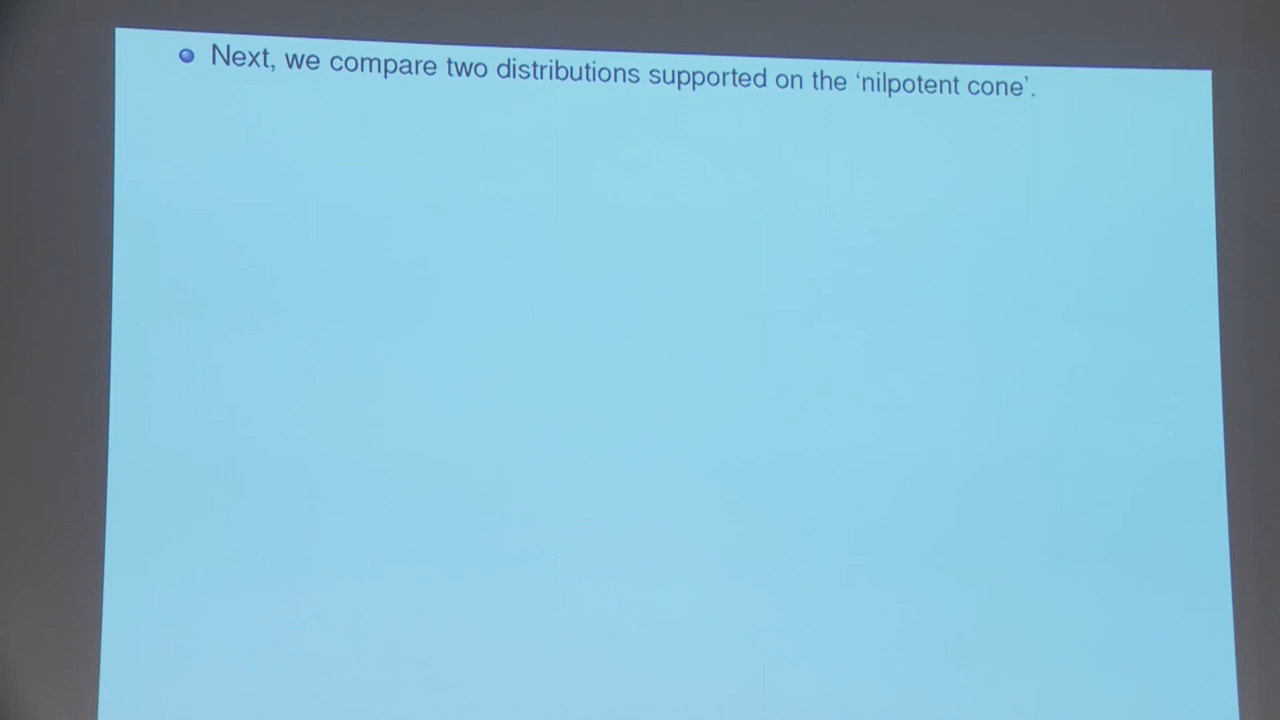 Next, we compare two distributions supported on the ‘nilpotent cone’.